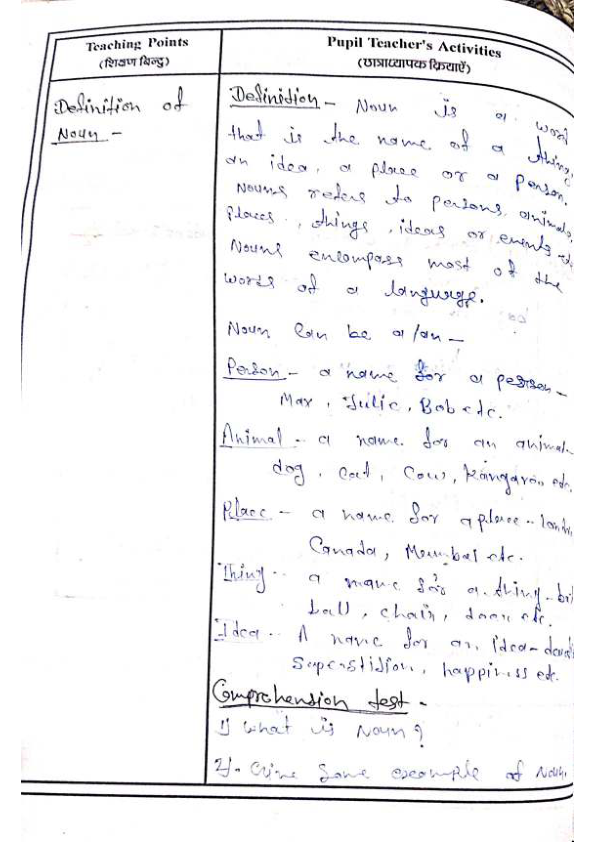 Teaching Points
(शिक्षण बिन्दु)
Pupil Teacher's Activities
(छात्राध्यापक क्रियाएँ)
Definition of
Noun -
Definition - Noun is a word
that is the name of a thing,
an idea, a place or a person.
Nouns refers to persons, animals,
places, things, ideas or events etc.
Nouns encompass most of the
words of a language.
Noun can be a/an -
Person - a name for a person -
Max, Julie, Bob etc.
Animal - a name for an animal -
dog, cat, cow, kangaroo etc.
Place - a name for a place -
Canada, Mumbai etc.
Thing - a name for a thing -
ball, chair, door etc.
Idea - A name for an idea -
Superstition, happiness etc.
Comprehension test -
1) What is Noun?
2) Give some example of Noun.